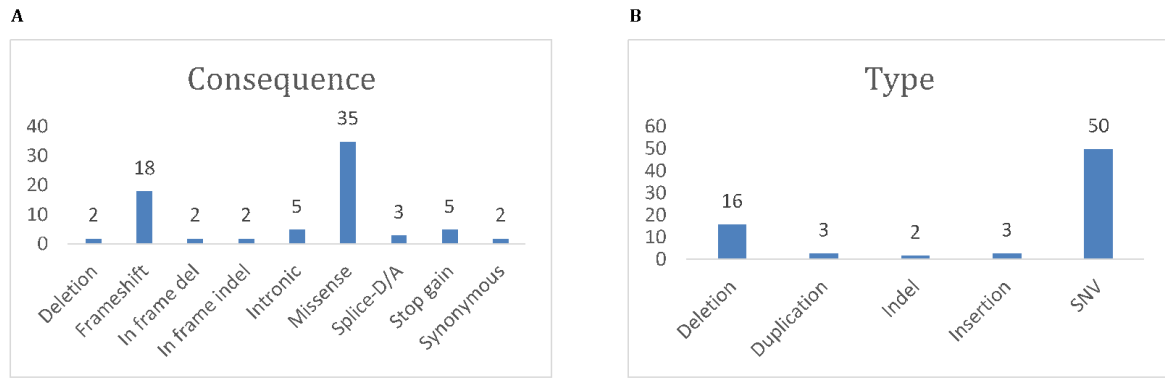 A
Consequence
40
30
20
10
0
2
18
2
2
5
35
3
5
2
Deletion
Frameshift
In frame del
In frame indel
Intronic
Missense
Splice-D/A
Stop gain
Synonymous
B
Type
60
50
40
30
20
10
0
16
3
2
3
50
Deletion
Duplication
Indel
Insertion
SNV